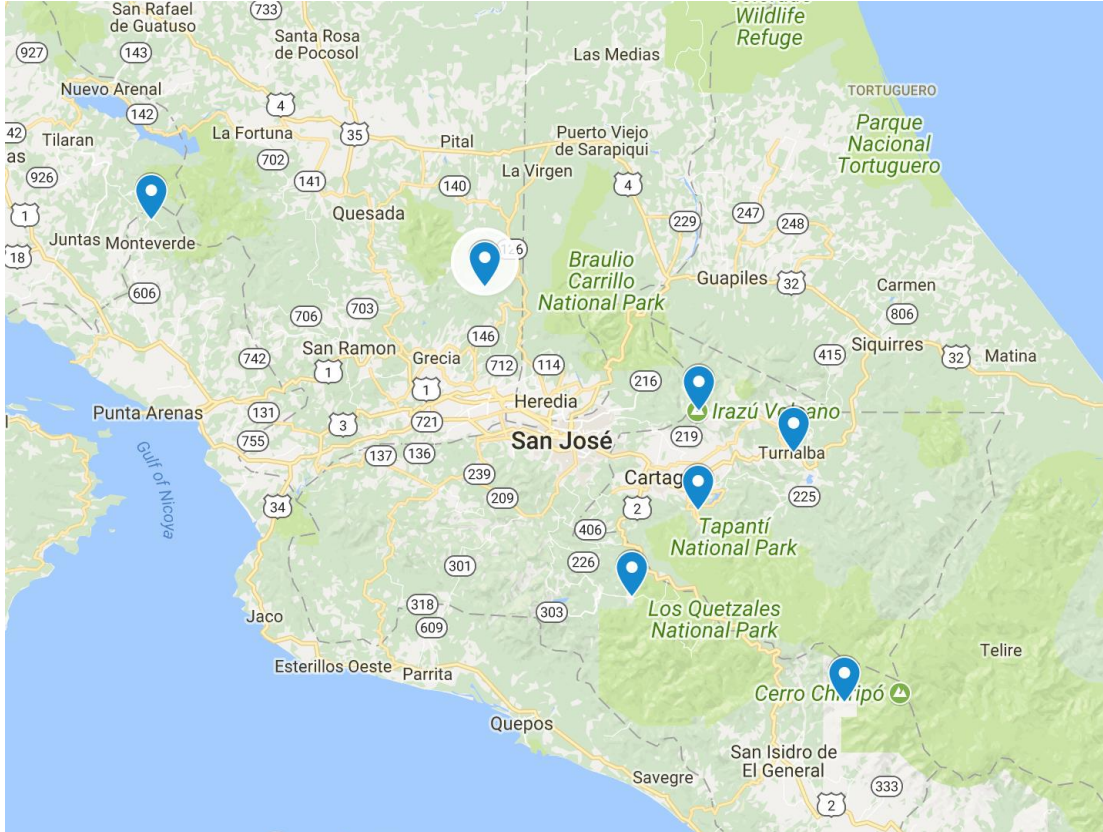 San Rafael
de Guatuso
733
Wildlife
Refuge
Santa Rosa
de Pocosol
927
143
Las Medias
Nuevo Arenal
4
TORTUGUERO
142
La Fortuna
35
Puerto Viejo
de Sarapiqui
Parque
Nacional
Tortuguero
42
Tilaran
Pital
as
702
La Virgen
926
141
140
4
1
Quesada
247
229
248
Juntas
Monteverde
18
Braulio
Carrillo
National Park
Guapiles
32
Carmen
606
706
703
806
146
San Ramon
Grecia
742
1
712
114
415
Siquirres
32
Matina
1
216
Heredia
Punta Arenas
131
3
721
Irazú Volcano
San José
219
755
137
136
Gulf of Nicoya
239
Turrialba
209
225
34
2
406
Tapantí
National Park
301
226
318
303
Los Quetzales
National Park
Jaco
609
Telire
Esterillos Oeste
Parrita
Cerro Chirripó
Quepos
San Isidro de
El General
Savegre
333
2